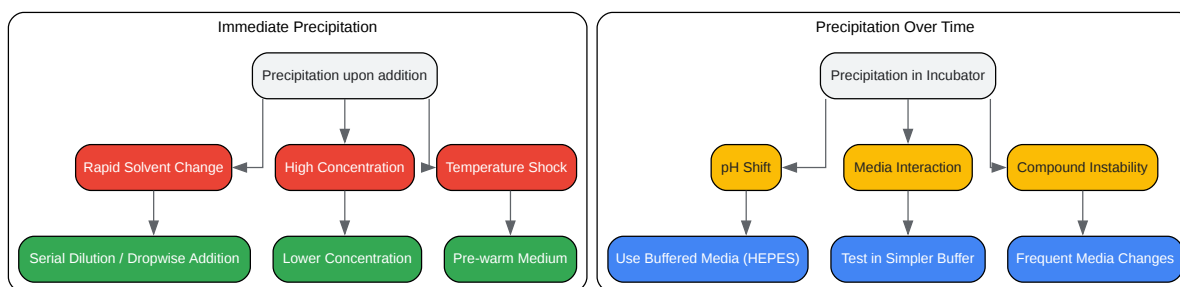 Immediate Precipitation
Precipitation upon addition
Rapid Solvent Change
High Concentration
Temperature Shock
Serial Dilution / Dropwise Addition
Lower Concentration
Pre-warm Medium
Precipitation Over Time
Precipitation in Incubator
pH Shift
Media Interaction
Compound Instability
Use Buffered Media (HEPES)
Test in Simpler Buffer
Frequent Media Changes